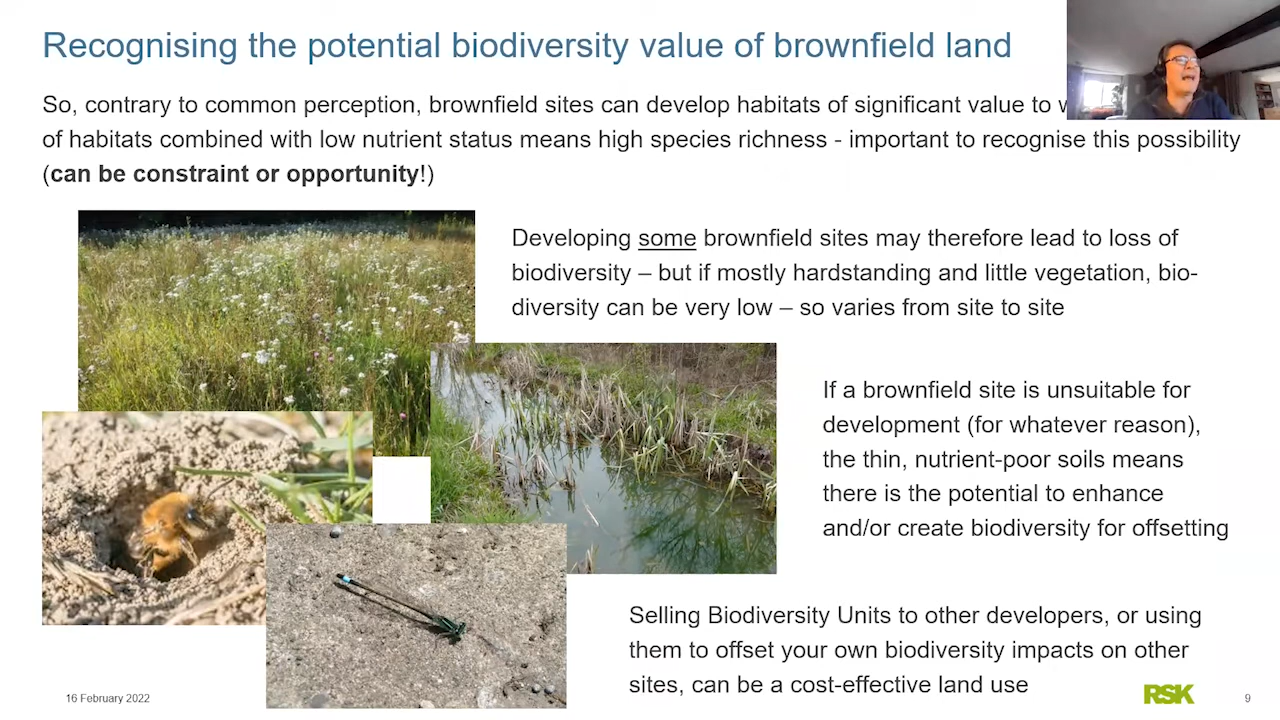 Recognising the potential biodiversity value of brownfield land
So, contrary to common perception, brownfield sites can develop habitats of significant value to
of habitats combined with low nutrient status means high species richness - important to recognise this possibility
(can be constraint or opportunity!)
Developing some brownfield sites may therefore lead to loss of
biodiversity – but if mostly hardstanding and little vegetation, bio-
diversity can be very low – so varies from site to site
If a brownfield site is unsuitable for
development (for whatever reason),
the thin, nutrient-poor soils means
there is the potential to enhance
and/or create biodiversity for offsetting
Selling Biodiversity Units to other developers, or using
them to offset your own biodiversity impacts on other
sites, can be a cost-effective land use
16 February 2022
RSK
9